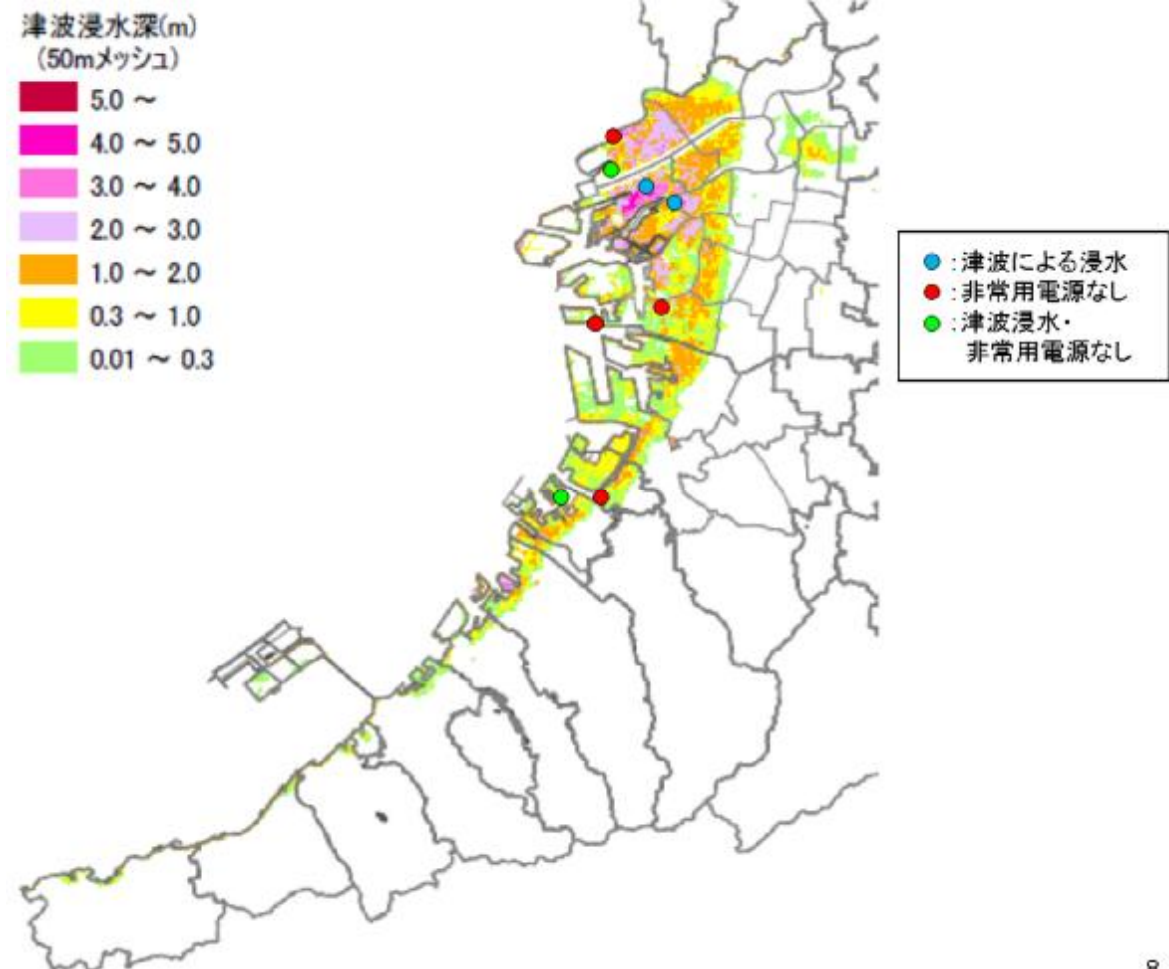 津波浸水深(m)
(50mメッシュ)
5.0 ～
4.0 ～ 5.0
3.0 ～ 4.0
2.0 ～ 3.0
1.0 ～ 2.0
0.3 ～ 1.0
0.01 ～ 0.3
：津波による浸水
：非常用電源なし
：津波浸水・
非常用電源なし
8